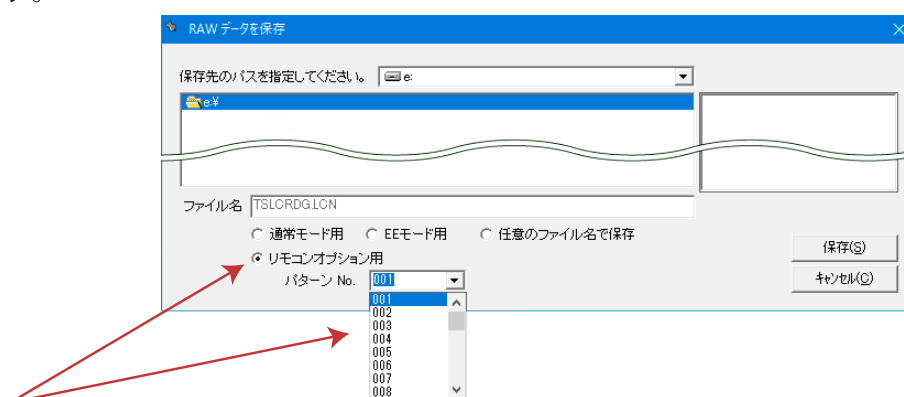 す。
RAW データを保存
保存先のパスを指定してください。 e:
e:¥
ファイル名 TSLCRDG.LCN
通常モード用 EEモード用 任意のファイル名で保存
リモコンオプション用
保存(S)
パターン No. 001
キャンセル(C)
001
002
003
004
005
006
007
008